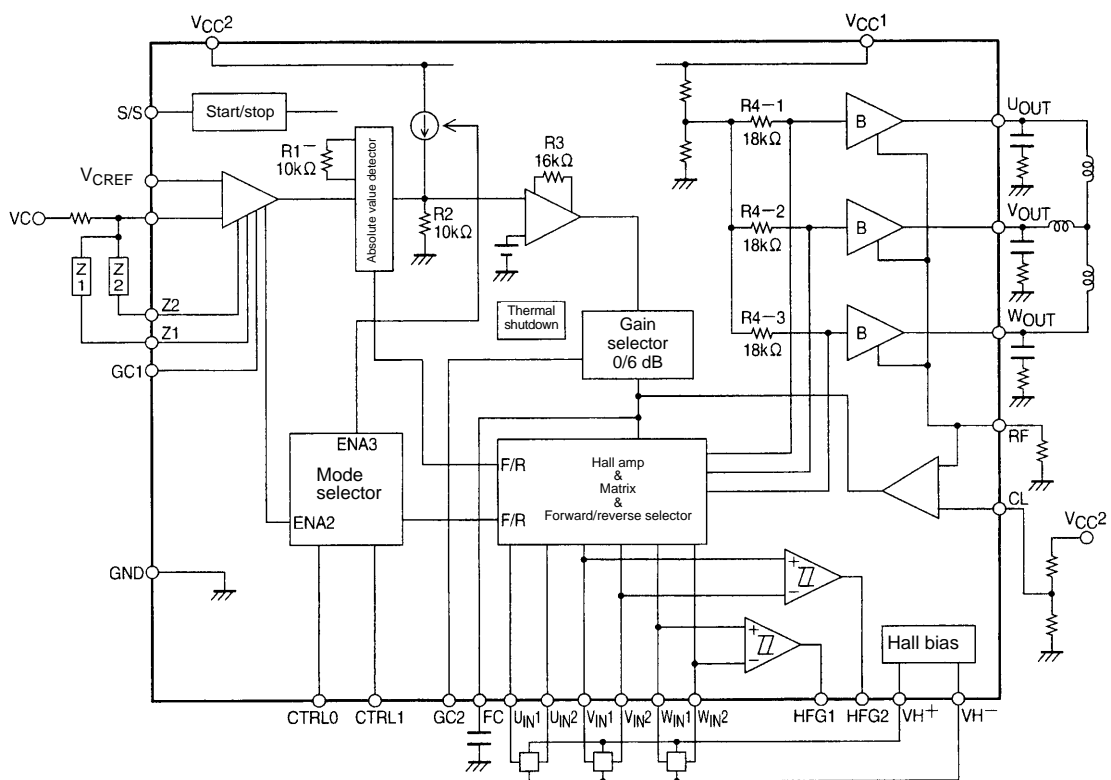 VCC2
VCC1
S/S
Start/stop
R1
10kΩ
Absolute value detector
R3
16kΩ
R4-1
18kΩ
B
UOUT
VCREF
VC
R2
10kΩ
R4-2
18kΩ
B
VOUT
Z1
Z2
Z2
Z1
GC1
Thermal
shutdown
Gain
selector
0/6 dB
R4-3
18kΩ
B
WOUT
ENA3
Mode
selector
ENA2
F/R
F/R
Hall amp
&
Matrix
&
Forward/reverse selector
RF
CL
VCC2
GND
+
−
+
−
Hall bias
CTRL0
CTRL1
GC2
FC
UIN1
UIN2
VIN1
VIN2
WIN1
WIN2
HFG1
HFG2
VH+
VH−